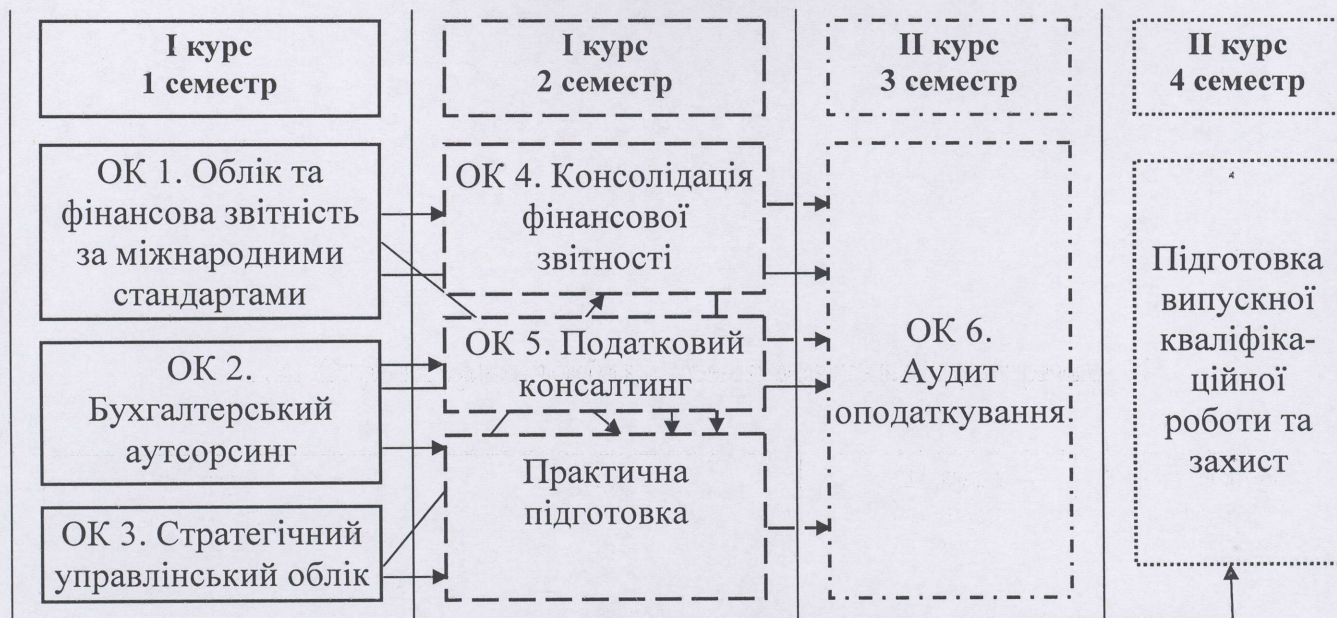 І курс
1 семестр
І курс
2 семестр
ІІ курс
3 семестр
ІІ курс
4 семестр
ОК 1. Облік та
фінансова звітність
за міжнародними
стандартами
ОК 2.
Бухгалтерський
аутсорсинг
ОК 3. Стратегічний
управлінський облік
ОК 4. Консолідація
фінансової
звітності
ОК 5. Податковий
консалтинг
Практична
підготовка
ОК 6.
Аудит
оподаткування
Підготовка
випускної
кваліфіка-
ційної
роботи та
захист